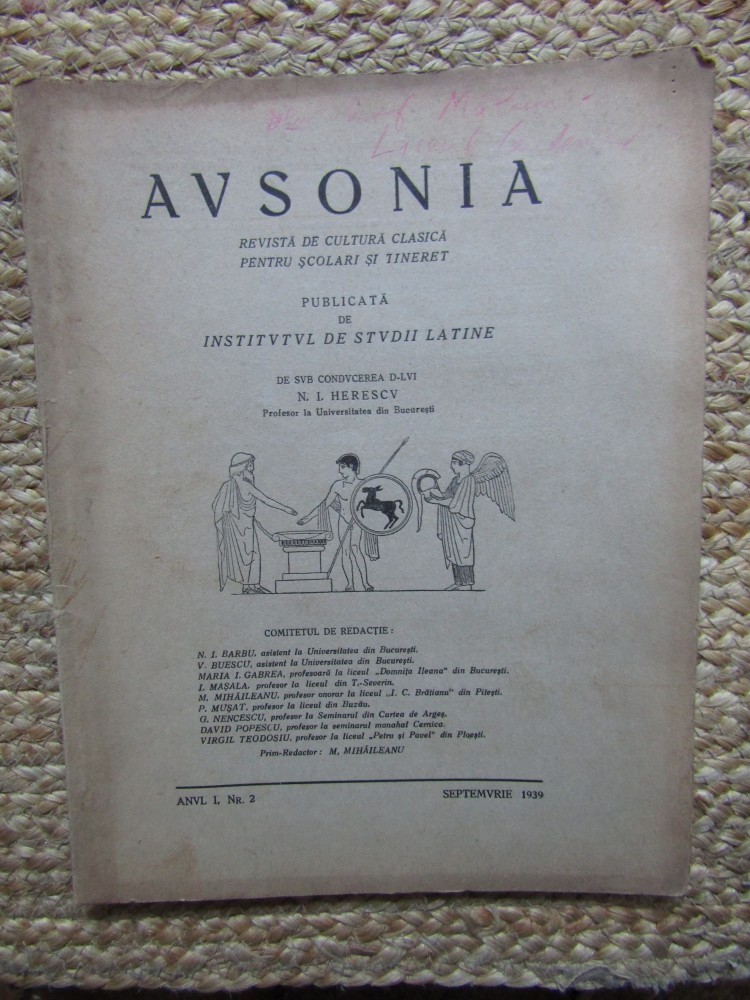 AVSONIA
REVISTĂ DE CULTURĂ CLASICĂ
PENTRU ŞCOLARI ŞI TINERET
PUBLICATĂ
DE
INSTITVTVL DE STVDII LATINE
DE SVB CONDVCEREA D-LVI
N. I. HERESCV
Profesor la Universitatea din Bucureşti
COMITETUL DE REDACŢIE :
N. I. BARBU, asistent la Universitatea din Bucureşti.
V. BUESCU, asistent la Universitatea din Bucureşti.
MARIA I. GABREA, profesoară la liceul „Domniţa Ileana" din Bucureşti.
I. MAŞALA, profesor la liceul din T.-Severin.
M. MIHĂILEANU, profesor onorar la liceul „I. C. Brătianu" din Piteşti.
P. MUŞAT, profesor la liceul din Buzău.
G. NENCESCU, profesor la Seminarul din Curtea de Argeş.
DAVID POPESCU, profesor la seminarul monahal Cernica.
VIRGIL TEODOSIU, profesor la liceul „Petru şi Pavel" din Ploeşti.
Prim-Redactor : M. MIHĂILEANU
ANVL I, NR. 2
SEPTEMVRIE 1939